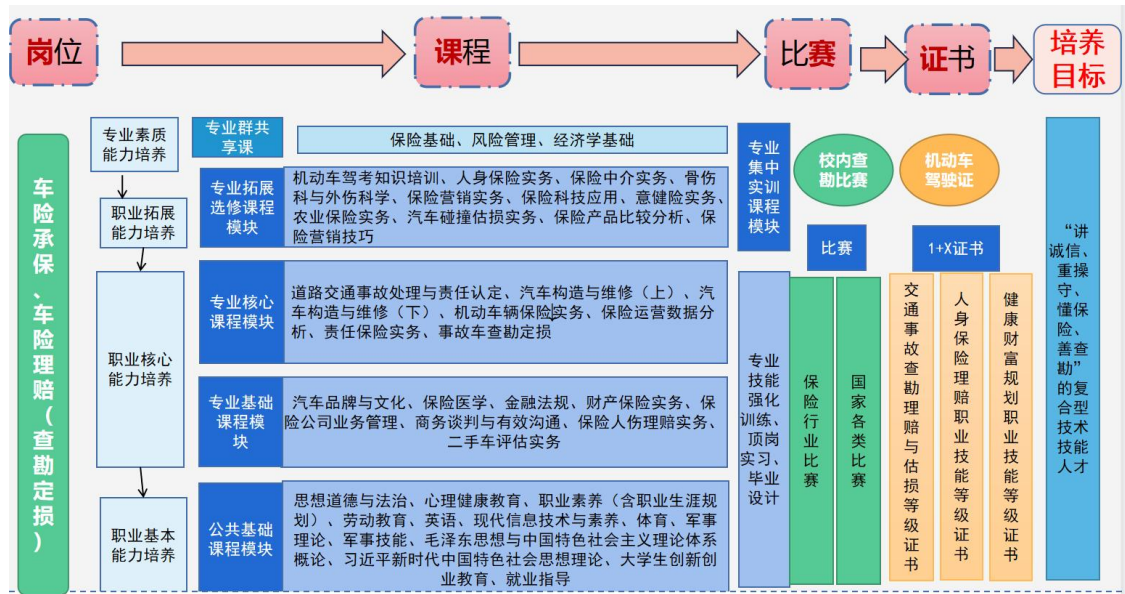 岗位
课程
比赛
证书
培养
目标
车险承保、车险理赔（查勘定损）
专业素质
能力培养
职业拓展
能力培养
职业核心
能力培养
职业基本
能力培养
专业群共
享课
保险基础、风险管理、经济学基础
专业拓展
选修课程
模块
机动车驾考知识培训、人身保险实务、保险中介实务、骨伤
科与外伤科学、保险营销实务、保险科技应用、意健险实务、
农业保险实务、汽车碰撞估损实务、保险产品比较分析、保
险营销技巧
专业核心
课程模块
道路交通事故处理与责任认定、汽车构造与维修（上）、汽
车构造与维修（下）、机动车辆保险实务、保险运营数据分
析、责任保险实务、事故车查勘定损
专业基础
课程模
块
汽车品牌与文化、保险医学、金融法规、财产保险实务、保
险公司业务管理、商务谈判与有效沟通、保险人伤理赔实务、
二手车评估实务
公共基础
课程模块
思想道德与法治、心理健康教育、职业素养（含职业生涯规
划）、劳动教育、英语、现代信息技术与素养、体育、军事
理论、军事技能、毛泽东思想与中国特色社会主义理论体系
概论、习近平新时代中国特色社会思想理论、大学生创新创
业教育、就业指导
专业
集中
实训
课程
模块
专业
技能
强化
训练、
顶岗
实习、
毕业
设计
校内查
勘比赛
比赛
保险行业比赛
国家各类比赛
机动车
驾驶证
1+X证书
交通事故查勘理赔与估损等级证书
人身保险理赔职业技能等级证书
健康财富规划职业技能等级证书
“讲
诚信、
重操
守、
懂保
险、
善查
勘”
的复
合型
技术
技能
人才